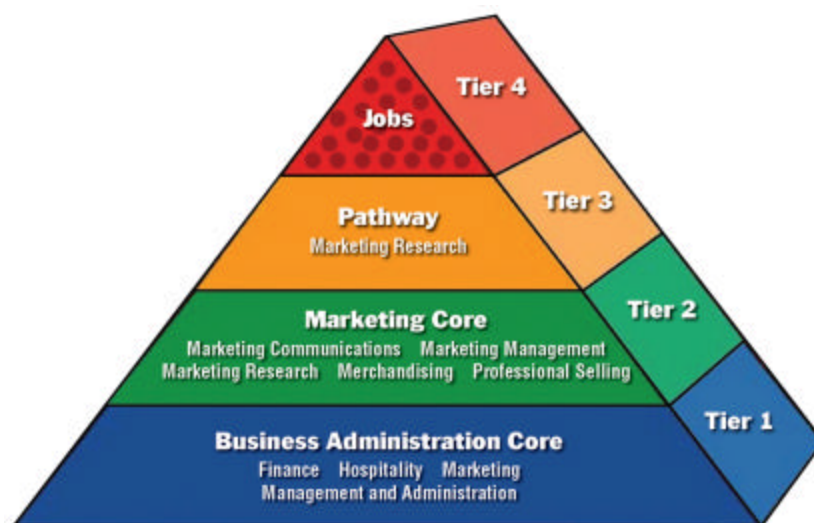 Tier 4
Jobs
Tier 3
Pathway
Marketing Research
Tier 2
Marketing Core
Marketing Communications Marketing Management
Marketing Research Merchandising Professional Selling
Tier 1
Business Administration Core
Finance Hospitality Marketing
Management and Administration